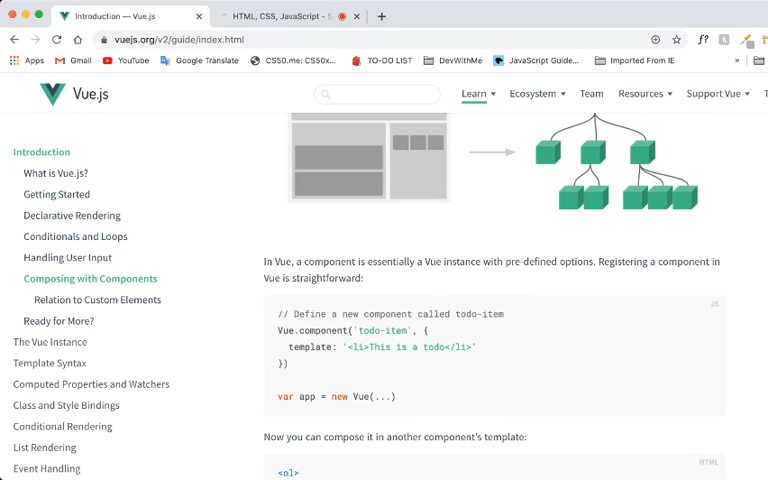 Introduction — Vue.js
HTML, CSS, JavaScript - S
vuejs.org/v2/guide/index.html
Apps
Gmail
YouTube
Google Translate
CS50.me: CS50x...
TO-DO LIST
DevWithMe
JavaScript Guide...
Imported From IE
»
Vue.js
Learn
Ecosystem
Team
Resources
Support Vue
Introduction
What is Vue.js?
Getting Started
Declarative Rendering
Conditionals and Loops
Handling User Input
Composing with Components
Relation to Custom Elements
Ready for More?
The Vue Instance
Template Syntax
Computed Properties and Watchers
Class and Style Bindings
Conditional Rendering
List Rendering
Event Handling
In Vue, a component is essentially a Vue instance with pre-defined options. Registering a component in
Vue is straightforward:
JS
// Define a new component called todo-item
Vue.component('todo-item', {
template: '<li>This is a todo</li>'
})
var app = new Vue(...)
Now you can compose it in another component's template:
HTML
<ol>